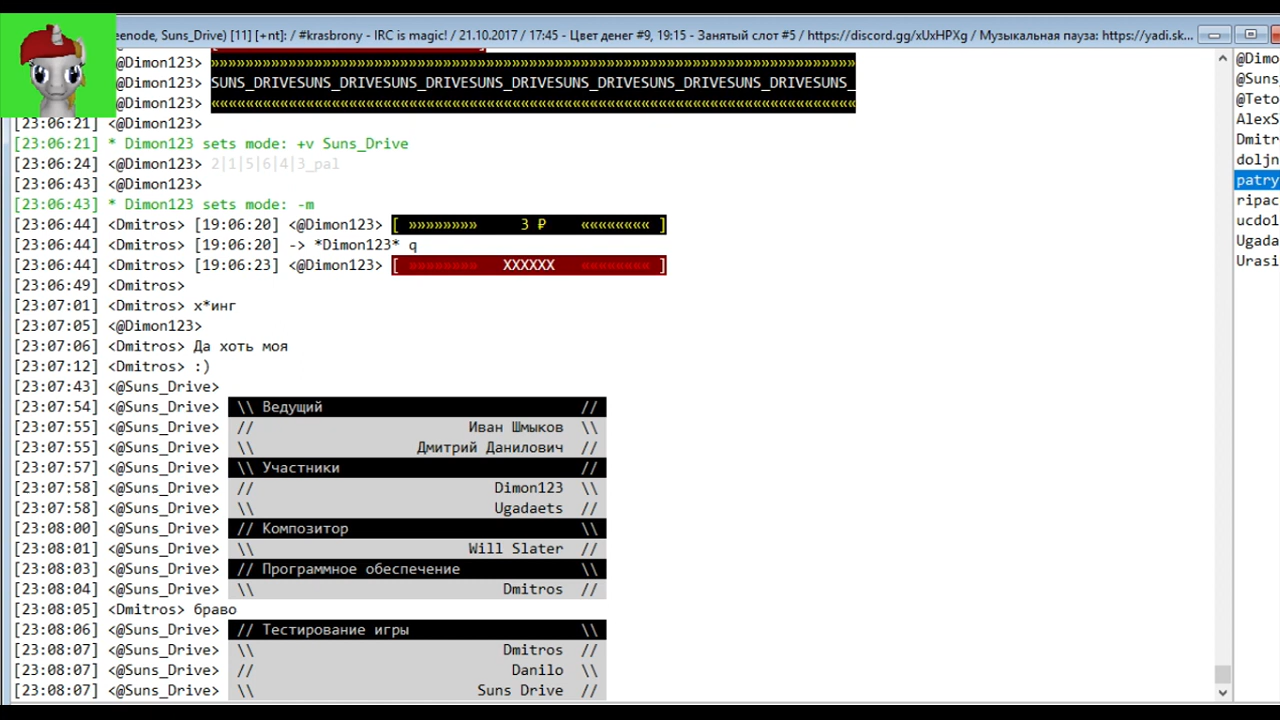 eenode, Suns_Drive) [11] [+nt]: / #krasbrony - IRC is magic! / 21.10.2017 / 17:45 - Цвет денег #9, 19:15 - Занятый слот #5 / https://discord.gg/xUxHPXg / Музыкальная пауза: https://yadi.sk...
@Dimon123> »»»»»»»»»»»»»»»»»»»»»»»»»»»»»»»»»»»»»»»»»»»»»»»»»»»»»»»»»»»»»»»»»»»»»»»»»»»
@Dimon123> SUNS_DRIVESUNS_DRIVESUNS_DRIVESUNS_DRIVESUNS_DRIVESUNS_DRIVESUNS_DRIVESUNS_
@Dimon123> «««««««««««««««««««««««««««««««««««««««««««««««««««««««««««««««««««««««««««
[23:06:21] <@Dimon123>
[23:06:21] * Dimon123 sets mode: +v Suns_Drive
[23:06:24] <@Dimon123> 2|1|5|6|4|3_pal
[23:06:43] <@Dimon123>
[23:06:43] * Dimon123 sets mode: -m
[23:06:44] <Dmitros> [19:06:20] <@Dimon123> [ »»»»»»»» 3 ₽ «««««««« ]
[23:06:44] <Dmitros> [19:06:20] -> *Dimon123* q
[23:06:44] <Dmitros> [19:06:23] <@Dimon123> [ »»»»»»»» XXXXXX «««««««« ]
[23:06:49] <Dmitros>
[23:07:01] <Dmitros> х*инг
[23:07:05] <@Dimon123>
[23:07:06] <Dmitros> Да хоть моя
[23:07:12] <Dmitros> :)
[23:07:43] <@Suns_Drive>
[23:07:54] <@Suns_Drive> \\ Ведущий //
[23:07:55] <@Suns_Drive> // Иван Шмыков \\
[23:07:55] <@Suns_Drive> \\ Дмитрий Данилович //
[23:07:57] <@Suns_Drive> \\ Участники //
[23:07:58] <@Suns_Drive> // Dimon123 \\
[23:07:58] <@Suns_Drive> \\ Ugadaets //
[23:08:00] <@Suns_Drive> // Композитор \\
[23:08:01] <@Suns_Drive> \\ Will Slater //
[23:08:03] <@Suns_Drive> // Программное обеспечение \\
[23:08:04] <@Suns_Drive> \\ Dmitros //
[23:08:05] <Dmitros> браво
[23:08:06] <@Suns_Drive> // Тестирование игры \\
[23:08:07] <@Suns_Drive> \\ Dmitros //
[23:08:07] <@Suns_Drive> // Danilo \\
[23:08:07] <@Suns_Drive> \\ Suns Drive //
@Dimo
@Suns
@Teto
AlexS
Dmitr
doljn
patry
ripac
ucdo1
Ugada
Urasi